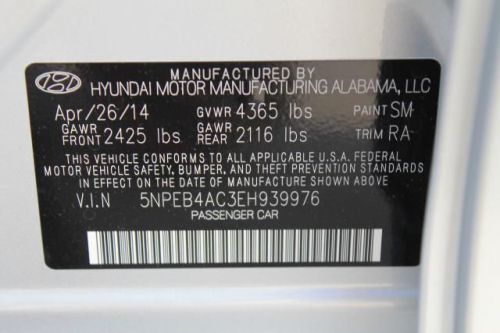 MANUFACTURED BY
HYUNDAI MOTOR MANUFACTURING ALABAMA, LLC
Apr/26/14 GVWR 4365 lbs PAINT SM
GAWR FRONT 2425 lbs GAWR REAR 2116 lbs TRIM RA
THIS VEHICLE CONFORMS TO ALL APPLICABLE U.S.A. FEDERAL
MOTOR VEHICLE SAFETY, BUMPER, AND THEFT PREVENTION
STANDARDS IN EFFECT ON THE DATE OF MANUFACTURE SHOWN ABOVE
V.I.N 5NPEB4AC3EH939976
PASSENGER CAR